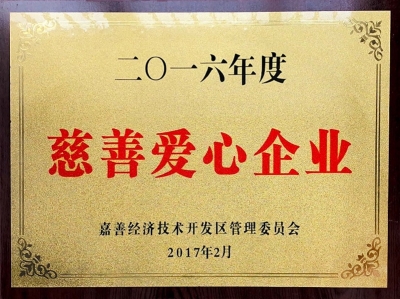 二〇一六年度
慈善爱心企业
嘉善经济技术开发区管理委员会
2017年2月